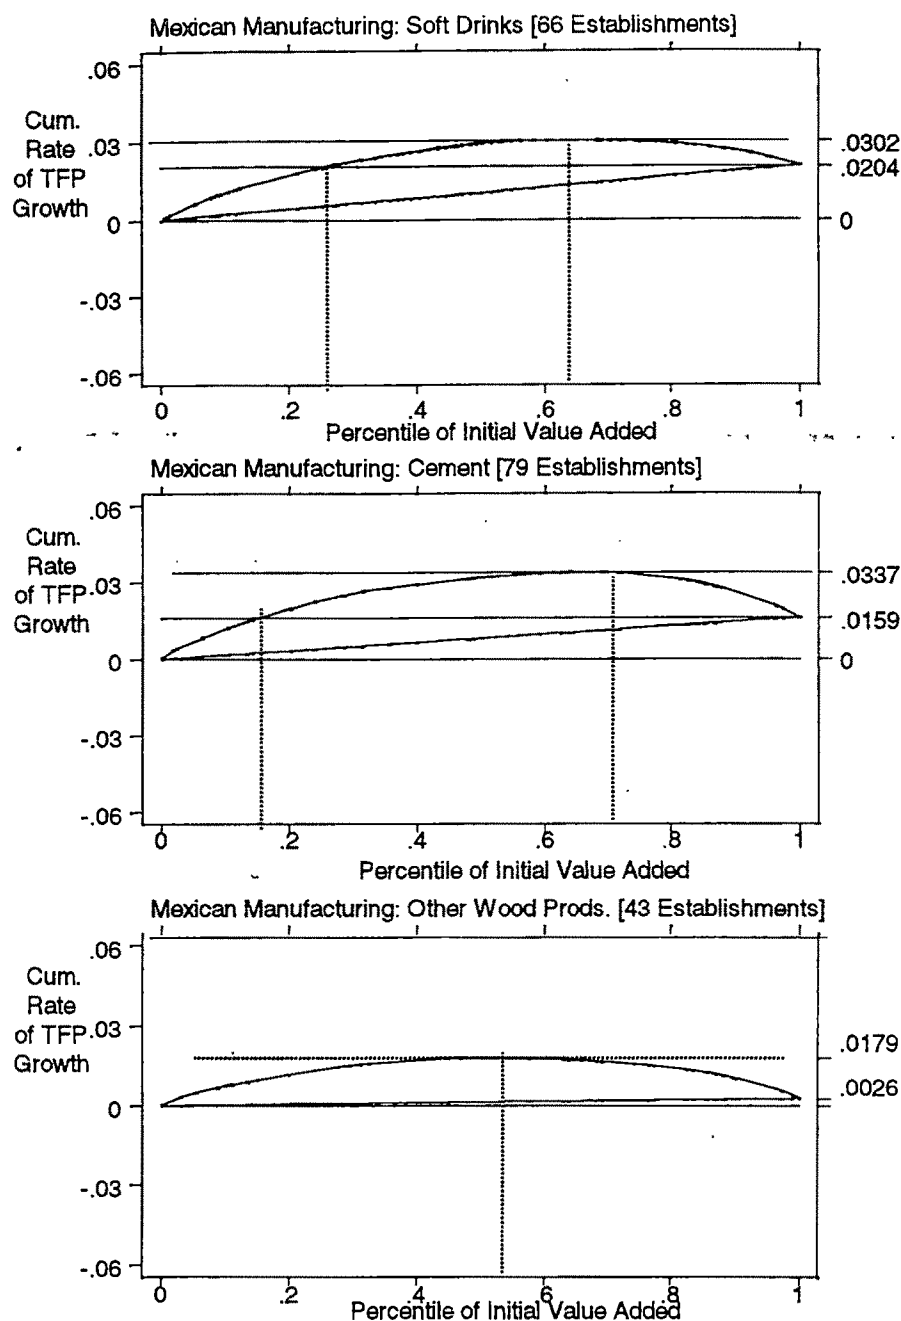 Mexican Manufacturing: Soft Drinks [66 Establishments]
.06
Cum.
Rate
.03
of TFP
Growth
0
-.03
-.06
.0302
.0204
0
0 .2 .4 .6 .8 1
Percentile of Initial Value Added
Mexican Manufacturing: Cement [79 Establishments]
.06
Cum.
Rate
of TFP .03
Growth
0
-.03
-.06
.0337
.0159
0
0 .2 .4 .6 .8 1
Percentile of Initial Value Added
Mexican Manufacturing: Other Wood Prods. [43 Establishments]
.06
Cum.
Rate
of TFP .03
Growth
0
-.03
-.06
.0179
.0026
0 .2 .4 .6 .8 1
Percentile of Initial Value Added